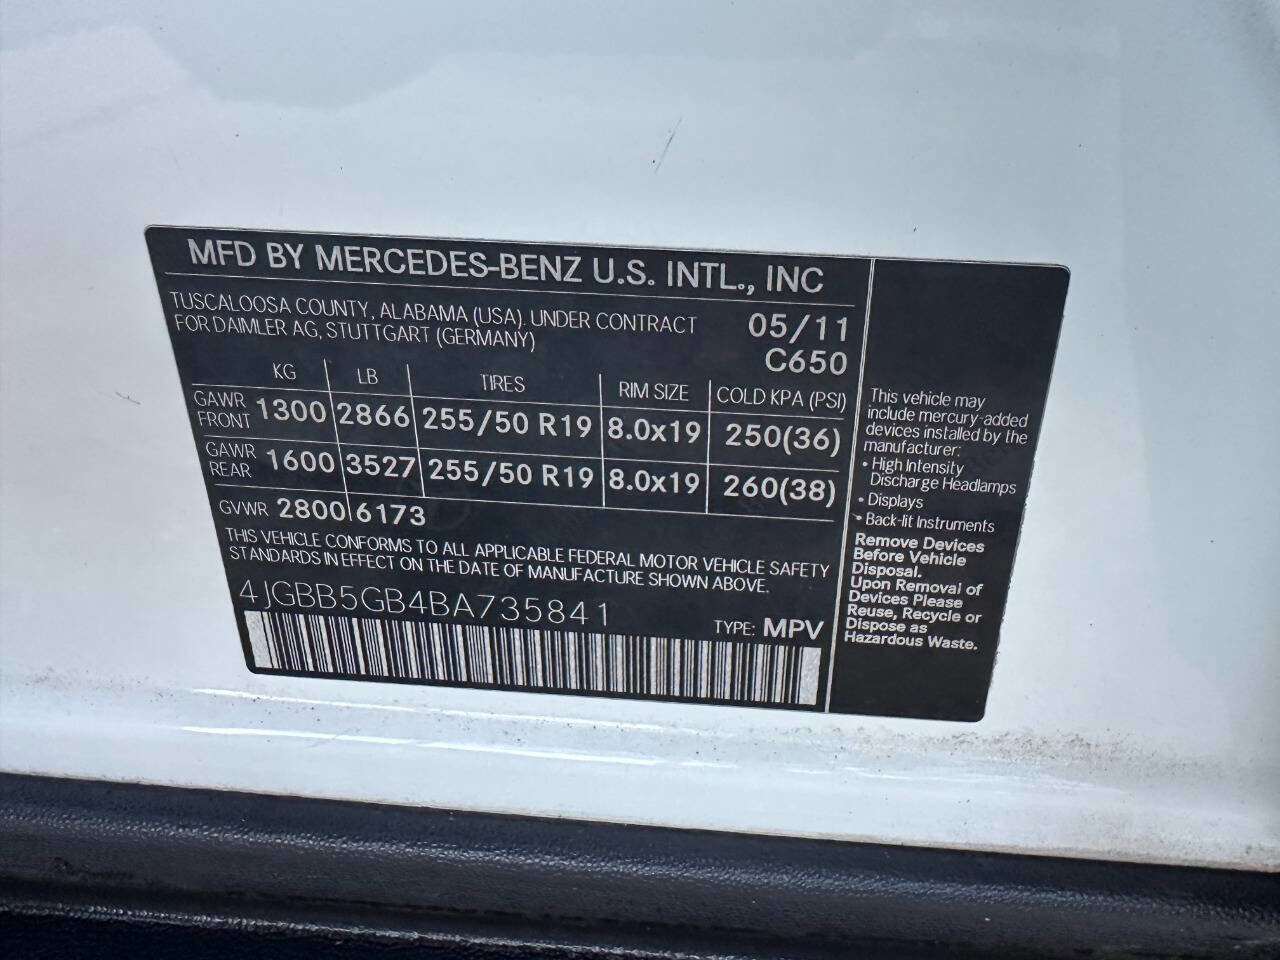 MFD BY MERCEDES-BENZ U.S. INTL., INC
TUSCALOOSA COUNTY, ALABAMA (USA). UNDER CONTRACT
FOR DAIMLER AG, STUTTGART (GERMANY)
05/11
C650
KG LB TIRES RIM SIZE COLD KPA (PSI)
GAWR FRONT 1300 2866 255/50 R19 8.0x19 250(36)
GAWR REAR 1600 3527 255/50 R19 8.0x19 260(38)
GVWR 2800 6173
THIS VEHICLE CONFORMS TO ALL APPLICABLE FEDERAL MOTOR VEHICLE SAFETY
STANDARDS IN EFFECT ON THE DATE OF MANUFACTURE SHOWN ABOVE.
4JGBB5GB4BA735841
TYPE: MPV
This vehicle may
include mercury-added
devices installed by the
manufacturer:
• High Intensity
Discharge Headlamps
• Displays
• Back-lit Instruments
Remove Devices
Before Vehicle
Disposal.
Upon Removal of
Devices Please
Reuse, Recycle or
Dispose as
Hazardous Waste.